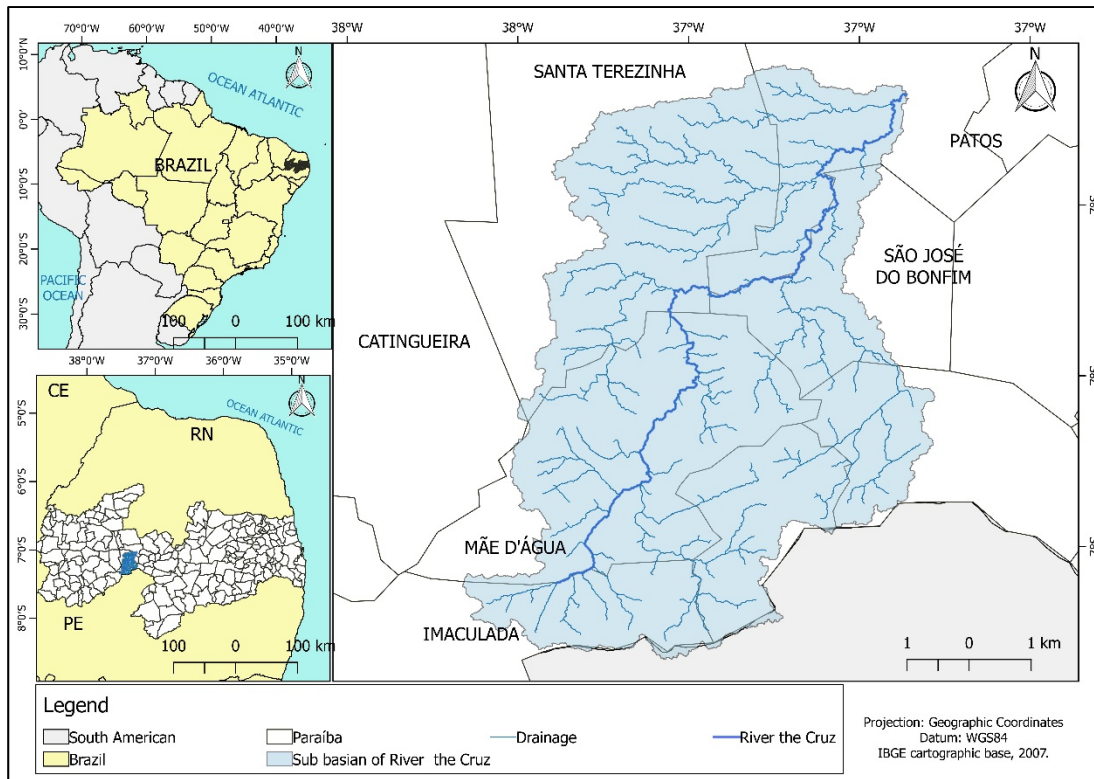 70°0'W 60°0'W 50°0'W 40°0'W
10°0'N
0°0'
10°0'S
20°0'S
30°0'S
N
OCEAN ATLANTIC
BRAZIL
PACIFIC
OCEAN
100 0 100 km
38°0'W 37°0'W 36°0'W 35°0'W
5°0'S
6°0'S
7°0'S
8°0'S
CE
N
OCEAN ATLANTIC
RN
PE
100 0 100 km
38°W 38°W 37°W 37°W 37°W
N
SANTA TEREZINHA
PATOS
SÃO JOSÉ
DO BONFIM
CATINGUEIRA
MÃE D'ÁGUA
IMACULADA
1 0 1 km
Legend
South American Paraíba Drainage River the Cruz
Brazil Sub basian of River the Cruz
Projection: Geographic Coordinates
Datum: WGS84
IBGE cartographic base, 2007.